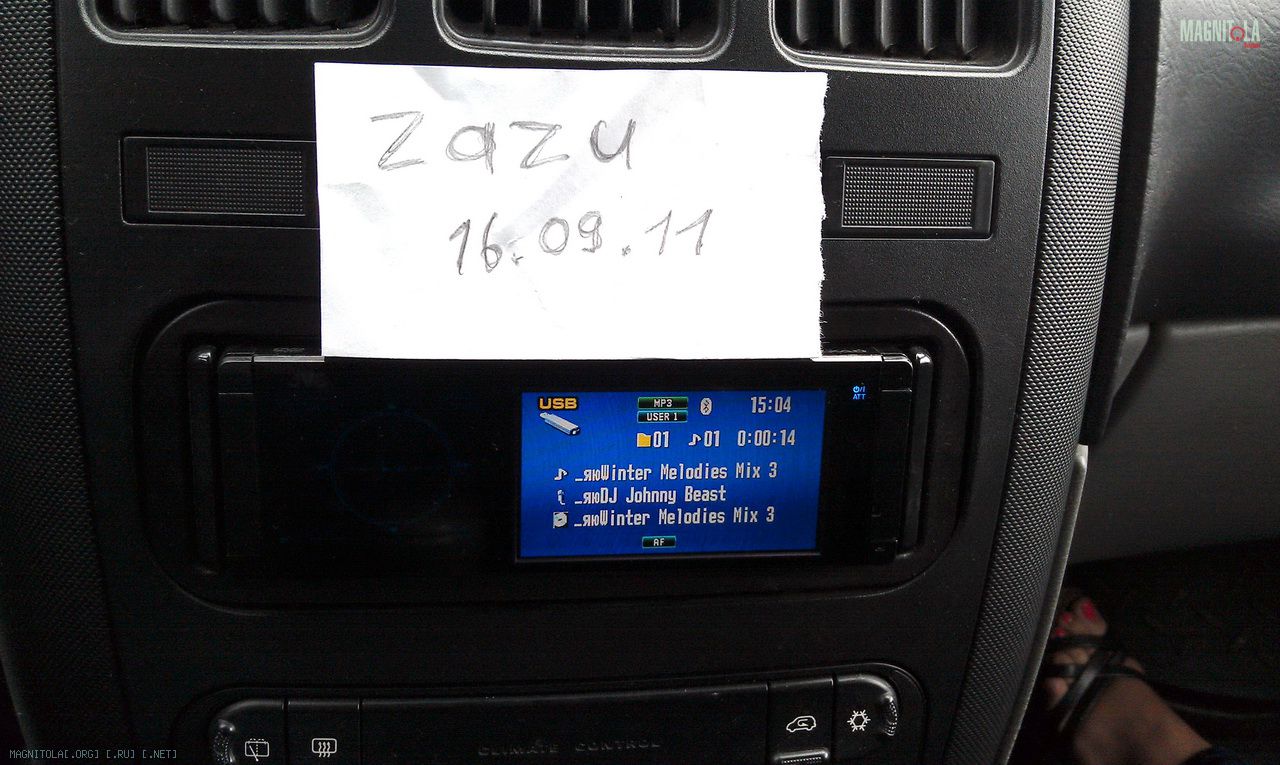 MAGNITOLA
zazu
16.09.11
USB
MP3
15:04
USER 1
01 01 0:00:14
_яюWinter Melodies Mix 3
_яюDJ Johnny Beast
_яюWinter Melodies Mix 3
AF
ATT
CLIMATE CONTROL
MAGNITOLA[.ORG] [.RU] [.NET]